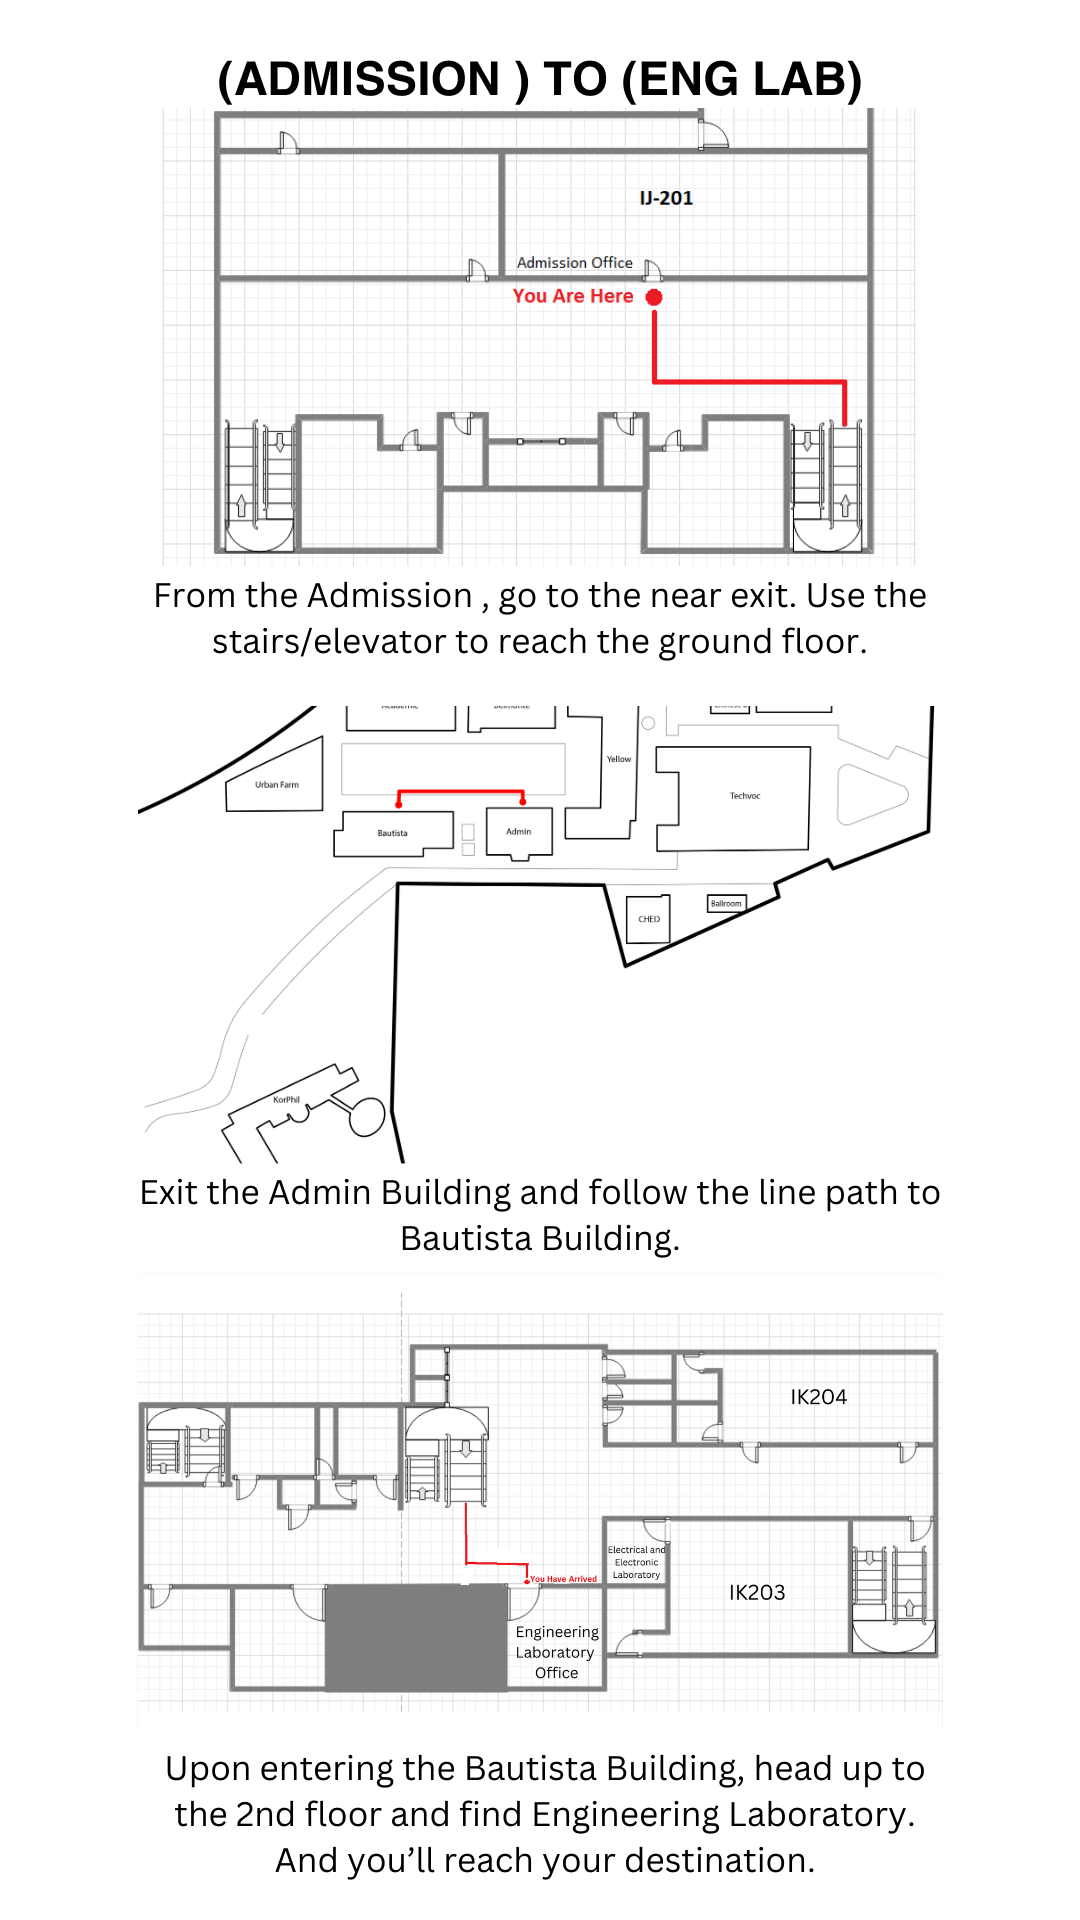 (ADMISSION ) TO (ENG LAB)
IJ-201
Admission Office
You Are Here
From the Admission , go to the near exit. Use the
stairs/elevator to reach the ground floor.
Academic
Belmonte
Yellow
Urban Farm
Techvoc
Bautista
Admin
CHED
Ballroom
KorPhil
Exit the Admin Building and follow the line path to
Bautista Building.
IK204
Electrical and
Electronic
Laboratory
You Have Arrived
IK203
Engineering
Laboratory
Office
Upon entering the Bautista Building, head up to
the 2nd floor and find Engineering Laboratory.
And you’ll reach your destination.